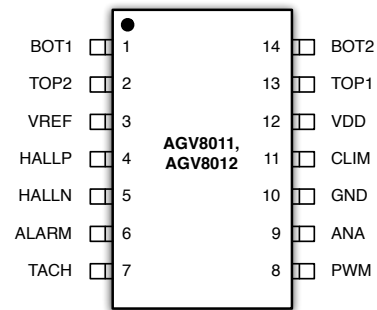 BOT1 1 14 BOT2
TOP2 2 13 TOP1
VREF 3 12 VDD
AGV8011,
HALLP 4 11 CLIM
AGV8012
HALLN 5 10 GND
ALARM 6 9 ANA
TACH 7 8 PWM